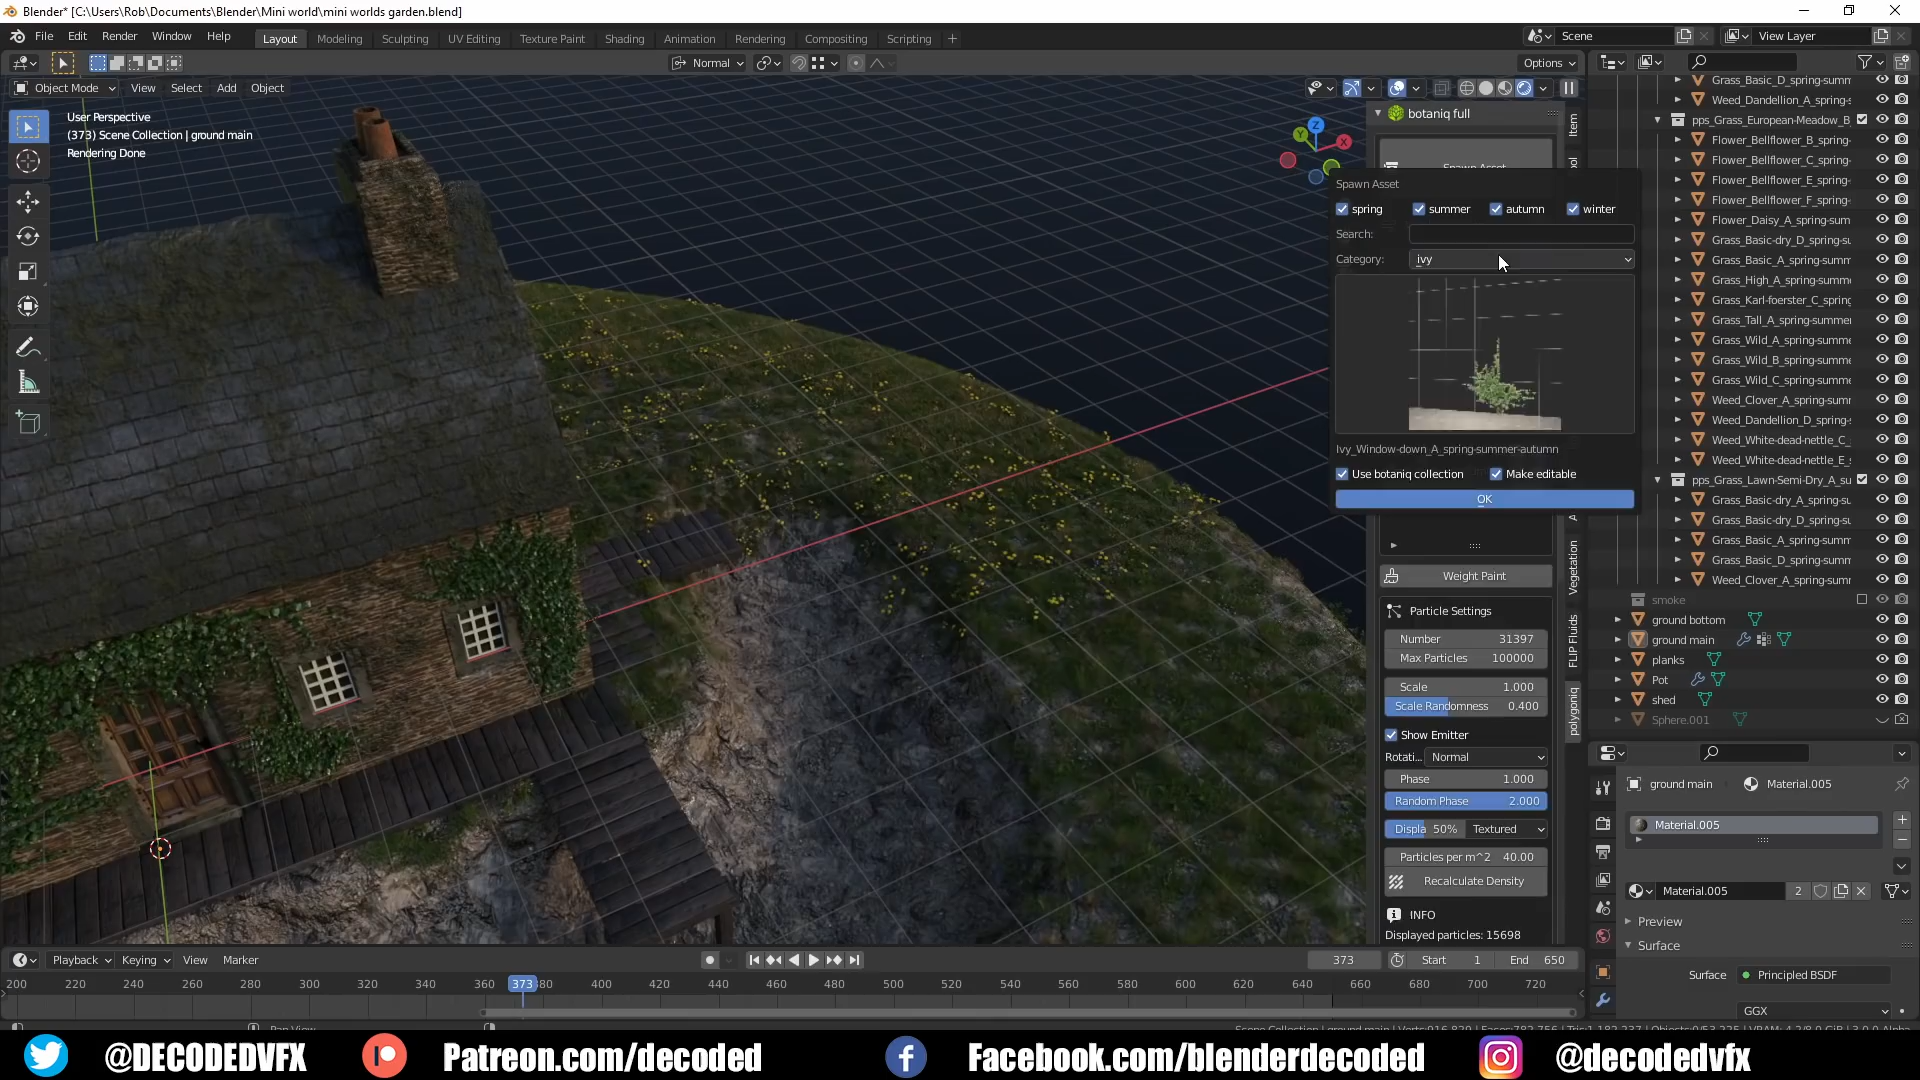 Blender* [C:\Users\Rob\Documents\Blender\Mini world\mini worlds garden.blend]
File Edit Render Window Help
Layout Modeling Sculpting UV Editing Texture Paint Shading Animation Rendering Compositing Scripting
Scene
View Layer
Normal
Options
Object Mode View Select Add Object
User Perspective
(373) Scene Collection | ground main
Rendering Done
botaniq full
Item
Spawn Asset
spring summer autumn winter
Search:
Category: _ivy
Ivy_Window-down_A_spring-summer-autumn
Use botaniq collection Make editable
OK
Weight Paint
Particle Settings
Number 31397
Max Particles 100000
Scale 1.000
Scale Randomness 0.400
Show Emitter
Rotati... Normal
Phase 1.000
Random Phase 2.000
Displa 50% Textured
Particles per m^2 40.00
Recalculate Density
INFO
Displayed particles: 15698
Vegetation
FLIP Fluids
polygoniq
Grass_Basic_D_spring-summ
Weed_Dandellion_A_spring-s
pps_Grass_European-Meadow_B
Flower_Bellflower_B_spring-
Flower_Bellflower_C_spring-
Flower_Bellflower_E_spring-
Flower_Bellflower_F_spring-
Flower_Daisy_A_spring-sum
Grass_Basic-dry_D_spring-su
Grass_Basic_A_spring-summ
Grass_High_A_spring-summe
Grass_Karl-foerster_C_spring
Grass_Tall_A_spring-summer
Grass_Wild_A_spring-summe
Grass_Wild_B_spring-summe
Grass_Wild_C_spring-summe
Weed_Clover_A_spring-sumr
Weed_Dandellion_D_spring-
Weed_White-dead-nettle_C_
Weed_White-dead-nettle_E_s
pps_Grass_Lawn-Semi-Dry_A_su
Grass_Basic-dry_A_spring-su
Grass_Basic-dry_D_spring-su
Grass_Basic_A_spring-summ
Grass_Basic_D_spring-summ
Weed_Clover_A_spring-sumr
smoke
ground bottom
ground main
planks
Pot
shed
Sphere.001
ground main Material.005
Material.005
Material.005 2
Preview
Surface
Surface Principled BSDF
GGX
Playback Keying View Marker
373 Start 1 End 650
200 220 240 260 280 300 320 340 360 373 380 400 420 440 460 480 500 520 540 560 580 600 620 640 660 680 700 720
@DECODEDVFX Patreon.com/decoded Facebook.com/blenderdecoded @decodedvfx